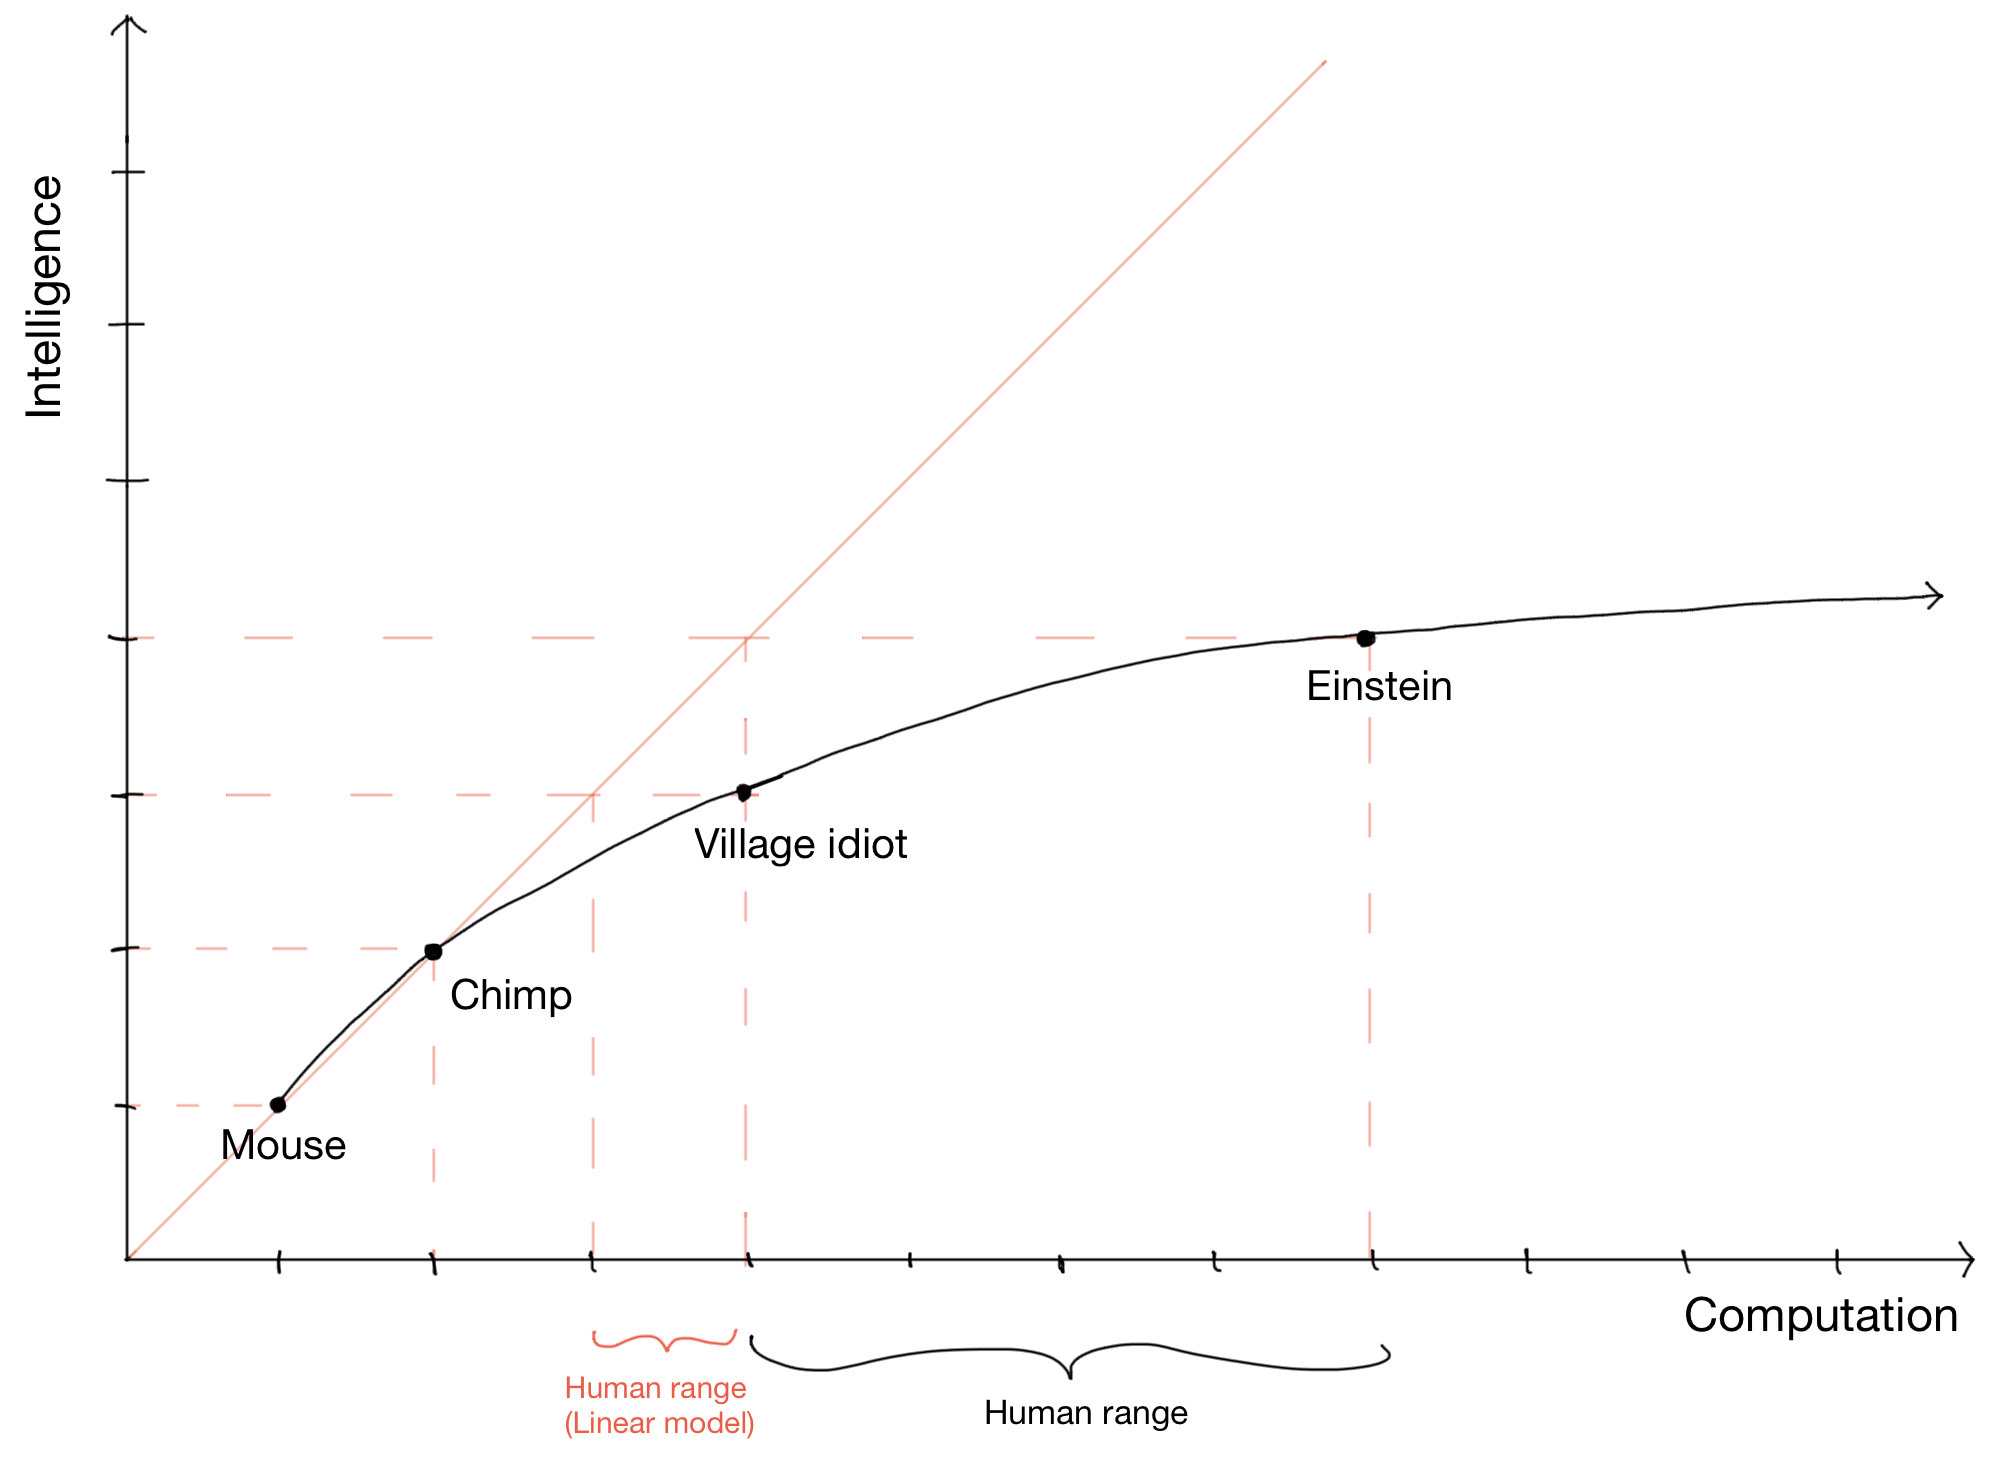 Intelligence
Einstein
Village idiot
Chimp
Mouse
Computation
Human range
(Linear model)
Human range